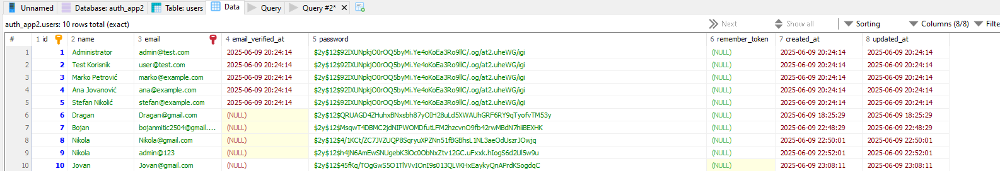 Unnamed Database: auth_app2 Table: users Data Query Query #2*
auth_app2.users: 10 rows total (exact) Next Show all Sorting Columns (8/8) Filte
# 1 id 2 name 3 email 4 email_verified_at 5 password 6 remember_token 7 created_at 8 updated_at
1 1 Administrator admin@test.com 2025-06-09 20:24:14 $2y$12$92IXUNpkjO0rOQ5byMi.Ye4oKoEa3Ro9llC/.og/at2.uheWG/igi (NULL) 2025-06-09 20:24:14 2025-06-09 20:24:14
2 2 Test Korisnik user@test.com 2025-06-09 20:24:14 $2y$12$92IXUNpkjO0rOQ5byMi.Ye4oKoEa3Ro9llC/.og/at2.uheWG/igi (NULL) 2025-06-09 20:24:14 2025-06-09 20:24:14
3 3 Marko Petrović marko@example.com 2025-06-09 20:24:14 $2y$12$92IXUNpkjO0rOQ5byMi.Ye4oKoEa3Ro9llC/.og/at2.uheWG/igi (NULL) 2025-06-09 20:24:14 2025-06-09 20:24:14
4 4 Ana Jovanović ana@example.com 2025-06-09 20:24:14 $2y$12$92IXUNpkjO0rOQ5byMi.Ye4oKoEa3Ro9llC/.og/at2.uheWG/igi (NULL) 2025-06-09 20:24:14 2025-06-09 20:24:14
5 5 Stefan Nikolić stefan@example.com 2025-06-09 20:24:14 $2y$12$92IXUNpkjO0rOQ5byMi.Ye4oKoEa3Ro9llC/.og/at2.uheWG/igi (NULL) 2025-06-09 20:24:14 2025-06-09 20:24:14
6 6 Dragan Dragan@gmail.com (NULL) $2y$12$QRUAGD4ZHuhxBNxsbh87yOIH28uLd5XWAUhGRF6RY9qTyofvTM53y (NULL) 2025-06-09 18:25:29 2025-06-09 18:25:29
7 7 Bojan bojanmitic2504@gmail.... (NULL) $2y$12$MsqwT4DBMC2jdNIPWOMDfutLFM2hzcvnO9fb42rwMBdN7hiiBEXHK (NULL) 2025-06-09 22:48:29 2025-06-09 22:48:29
8 8 Nikola Nikola@gmail.com (NULL) $2y$12$4/1KCt/ZC7JVZUQP8SqryuXPZNn51fBGBhsL1NL3aeOdUszrJOwjq (NULL) 2025-06-09 22:50:01 2025-06-09 22:50:01
9 9 Nikola admin@123 (NULL) $2y$12$h4jN6AmEwSNUgebK3lOc0ObNxZtv12GC.uFxxk.hIogS6d2Ul5w9u (NULL) 2025-06-09 22:52:01 2025-06-09 22:52:01
10 10 Jovan Jovan@gmail.com (NULL) $2y$12$45fKq/TOgGwS5O1TlVvIOnI9s013QLVKHxEaykyQnAPrdKSogdqC (NULL) 2025-06-09 23:08:11 2025-06-09 23:08:11